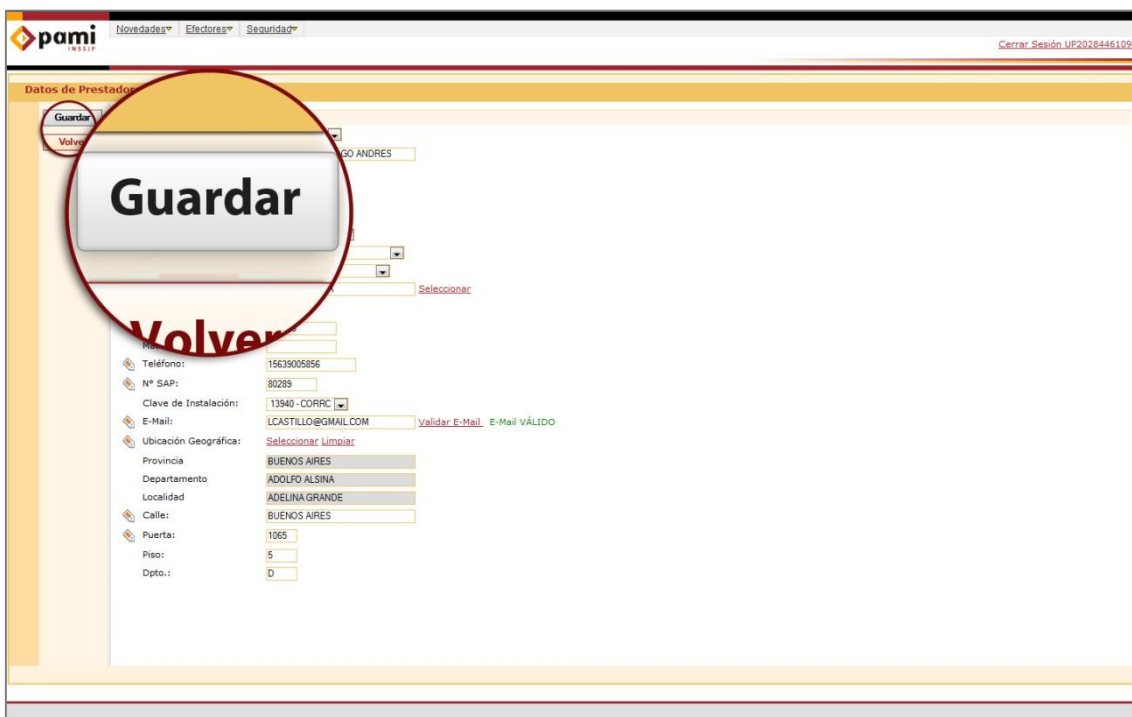 pami
INSSJP
Novedades Efectores Seguridad
Cerrar Sesión UP2028446109
Datos de Prestador
Guardar
Volver
GO ANDRES
Guardar
Seleccionar
Volver
Teléfono: 15639005856
N° SAP: 80289
Clave de Instalación: 13940 - CORRC
E-Mail: LCASTILLO@GMAIL.COM Validar E-Mail E-Mail VÁLIDO
Ubicación Geográfica: Seleccionar Limpiar
Provincia BUENOS AIRES
Departamento ADOLFO ALSINA
Localidad ADELINA GRANDE
Calle: BUENOS AIRES
Puerta: 1065
Piso: 5
Dpto.: D